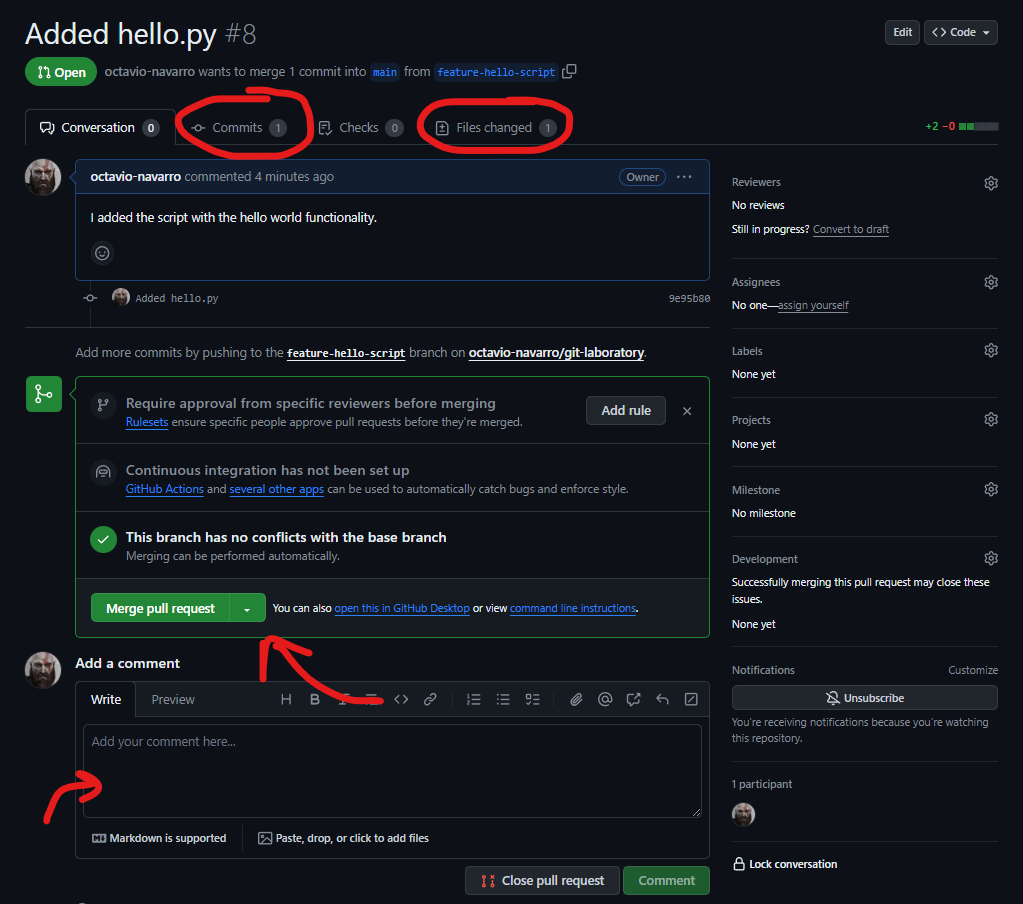 Added hello.py #8
Edit
Code
Open
octavio-navarro wants to merge 1 commit into main from feature-hello-script
Conversation 0
Commits 1
Checks 0
Files changed 1
+2 −0
octavio-navarro commented 4 minutes ago
Owner
I added the script with the hello world functionality.
Added hello.py
9e95b80
Add more commits by pushing to the feature-hello-script branch on octavio-navarro/git-laboratory.
Require approval from specific reviewers before merging
Rulesets ensure specific people approve pull requests before they're merged.
Add rule
Continuous integration has not been set up
GitHub Actions and several other apps can be used to automatically catch bugs and enforce style.
This branch has no conflicts with the base branch
Merging can be performed automatically.
Merge pull request
You can also open this in GitHub Desktop or view command line instructions.
Add a comment
Write
Preview
Add your comment here...
Markdown is supported
Paste, drop, or click to add files
Close pull request
Comment
Reviewers
No reviews
Still in progress? Convert to draft
Assignees
No one—assign yourself
Labels
None yet
Projects
None yet
Milestone
No milestone
Development
Successfully merging this pull request may close these
issues.
None yet
Notifications
Customize
Unsubscribe
You're receiving notifications because you're watching
this repository.
1 participant
Lock conversation